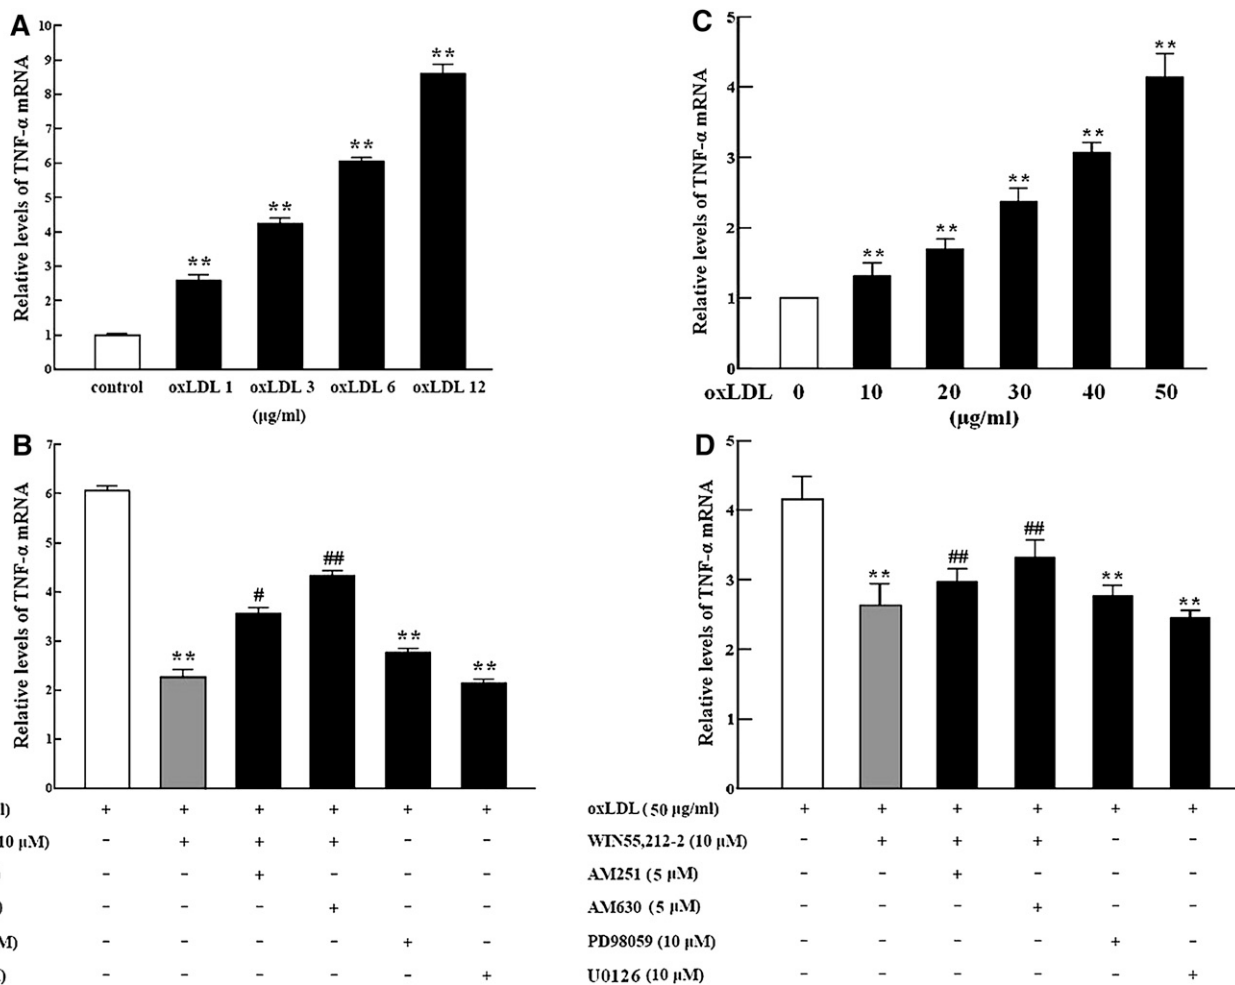 A
Relative levels of TNF-α mRNA
10
9
8
7
6
5
4
3
2
1
0
**
**
**
**
control oxLDL 1 oxLDL 3 oxLDL 6 oxLDL 12
(μg/ml)
C
Relative levels of TNF-α mRNA
5
4
3
2
1
0
**
**
**
**
**
oxLDL 0 10 20 30 40 50
(μg/ml)
B
Relative levels of TNF-α mRNA
7
6
5
4
3
2
1
0
**
#
##
**
**
l) + + + + + +
10 μM) - + + + - -
) - - + - - -
) - - - + - -
M) - - - - + -
) - - - - - +
D
Relative levels of TNF-α mRNA
5
4
3
2
1
0
**
##
##
**
**
oxLDL (50 μg/ml) + + + + + +
WIN55,212-2 (10 μM) - + + + - -
AM251 (5 μM) - - + - - -
AM630 (5 μM) - - - + - -
PD98059 (10 μM) - - - - + -
U0126 (10 μM) - - - - - +